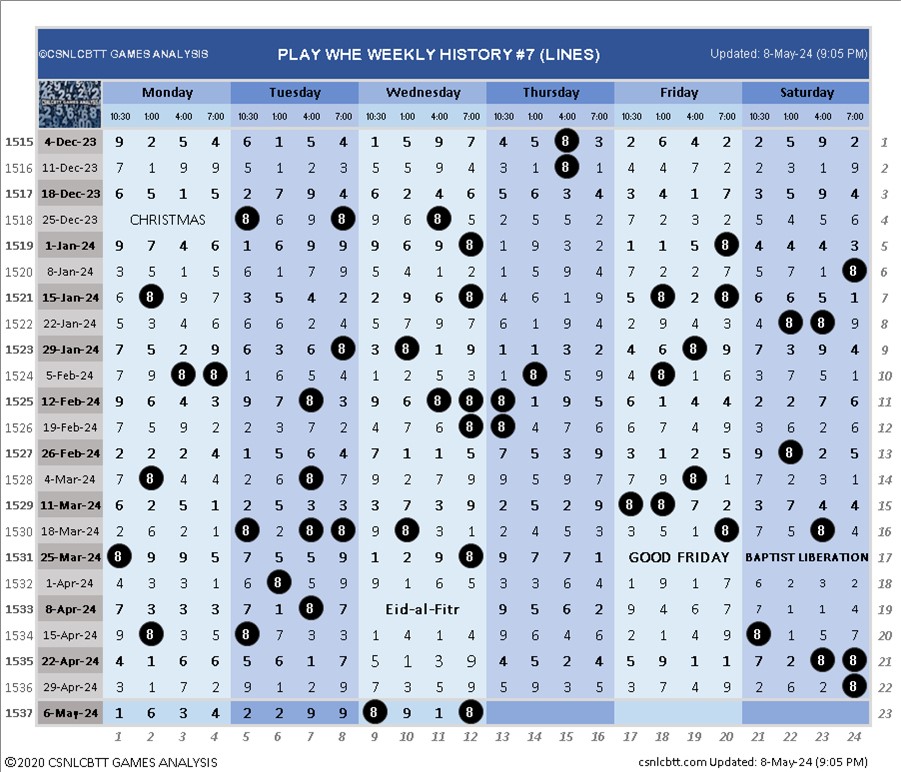 ©CSNLCBTT GAMES ANALYSIS PLAY WHE WEEKLY HISTORY #7 (LINES) Updated: 8-May-24 (9:05 PM)
CSNLCBTT GAMES ANALYSIS Monday Tuesday Wednesday Thursday Friday Saturday
10:30 1:00 4:00 7:00 10:30 1:00 4:00 7:00 10:30 1:00 4:00 7:00 10:30 1:00 4:00 7:00 10:30 1:00 4:00 7:00 10:30 1:00 4:00 7:00
1515 4-Dec-23 9 2 5 4 6 1 5 4 1 5 9 7 4 5 8 3 2 6 4 2 2 5 9 2 1
1516 11-Dec-23 7 1 9 9 5 1 2 3 5 5 9 4 3 1 8 1 4 4 7 2 2 3 1 9 2
1517 18-Dec-23 6 5 1 5 2 7 9 4 6 2 4 6 5 6 3 4 3 4 1 7 3 5 9 4 3
1518 25-Dec-23 CHRISTMAS 8 6 9 8 9 6 8 5 2 5 5 2 7 2 3 2 5 4 5 6 4
1519 1-Jan-24 9 7 4 6 1 6 9 9 9 6 9 8 1 9 3 2 1 1 5 8 4 4 4 3 5
1520 8-Jan-24 3 5 1 5 6 1 7 9 5 4 1 2 1 5 9 4 7 2 2 7 5 7 1 8 6
1521 15-Jan-24 6 8 9 7 3 5 4 2 2 9 6 8 4 6 1 9 5 8 2 8 6 6 5 1 7
1522 22-Jan-24 5 3 4 6 6 6 2 4 5 7 9 7 6 1 9 4 2 9 4 3 4 8 8 9 8
1523 29-Jan-24 7 5 2 9 6 3 6 8 3 8 1 9 1 1 3 2 4 6 8 9 7 3 9 4 9
1524 5-Feb-24 7 9 8 8 1 6 5 4 1 2 5 3 1 8 5 9 4 8 1 6 3 7 5 1 10
1525 12-Feb-24 9 6 4 3 9 7 8 3 9 6 8 8 8 1 9 5 6 1 4 4 2 2 7 6 11
1526 19-Feb-24 7 5 9 2 2 3 7 2 4 7 6 8 8 4 7 6 6 7 4 9 3 6 2 6 12
1527 26-Feb-24 2 2 2 4 1 5 6 4 7 1 1 5 7 5 3 9 3 1 2 5 9 8 2 5 13
1528 4-Mar-24 7 8 4 4 2 6 8 7 2 6 3 4 3 5 9 7 7 9 8 1 7 2 3 1 14
1529 11-Mar-24 6 2 5 1 2 5 3 3 3 7 3 9 2 5 2 9 8 8 7 2 3 7 4 4 15
1530 18-Mar-24 2 6 2 1 8 2 8 8 9 8 3 1 2 4 5 3 3 5 1 8 7 5 8 4 16
1531 25-Mar-24 8 9 9 5 7 5 5 9 1 2 9 8 9 7 7 1 GOOD FRIDAY BAPTIST LIBERATION 17
1532 1-Apr-24 4 3 3 1 6 8 5 9 9 1 6 5 3 3 6 4 1 9 1 7 6 2 3 2 18
1533 8-Apr-24 7 3 3 3 7 1 8 7 Eid-al-Fitr 9 5 6 2 9 4 6 7 7 1 1 4 19
1534 15-Apr-24 9 8 3 5 8 7 3 3 1 4 1 4 9 6 4 6 2 1 4 9 8 1 5 7 20
1535 22-Apr-24 4 1 6 6 5 6 1 7 5 1 3 9 4 5 2 4 5 9 1 1 7 2 8 8 21
1536 29-Apr-24 3 1 7 2 9 1 2 9 7 3 5 9 5 9 3 5 3 7 4 9 2 6 2 8 22
1537 6-May-24 1 6 3 4 2 2 9 9 8 9 1 8 23
1 2 3 4 5 6 7 8 9 10 11 12 13 14 15 16 17 18 19 20 21 22 23 24
©2020 CSNLCBTT GAMES ANALYSIS csnlcbtt.com Updated: 8-May-24 (9:05 PM)